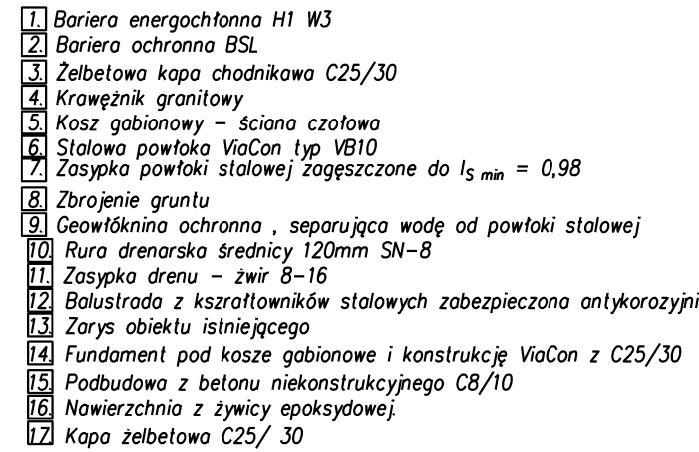 1. Bariera energochłonna H1 W3
2. Bariera ochronna BSL
3. Żelbetowa kapa chodnikawa C25/30
4. Krawężnik granitowy
5. Kosz gabionowy - ściana czołowa
6. Stalowa powłoka ViaCon typ VB10
7. Zasypka powłoki stalowej zagęszczone do IS min = 0,98
8. Zbrojenie gruntu
9. Geowłóknina ochronna , separująca wodę od powłoki stalowej
10. Rura drenarska średnicy 120mm SN-8
11. Zasypka drenu - żwir 8-16
12. Balustrada z kszrałtowników stalowych zabezpieczona antykorozyjni
13. Zarys obiektu istniejącego
14. Fundament pod kosze gabionowe i konstrukcję ViaCon z C25/30
15. Podbudowa z betonu niekonstrukcyjnego C8/10
16. Nawierzchnia z żywicy epoksydowej.
17. Kapa żelbetowa C25/ 30